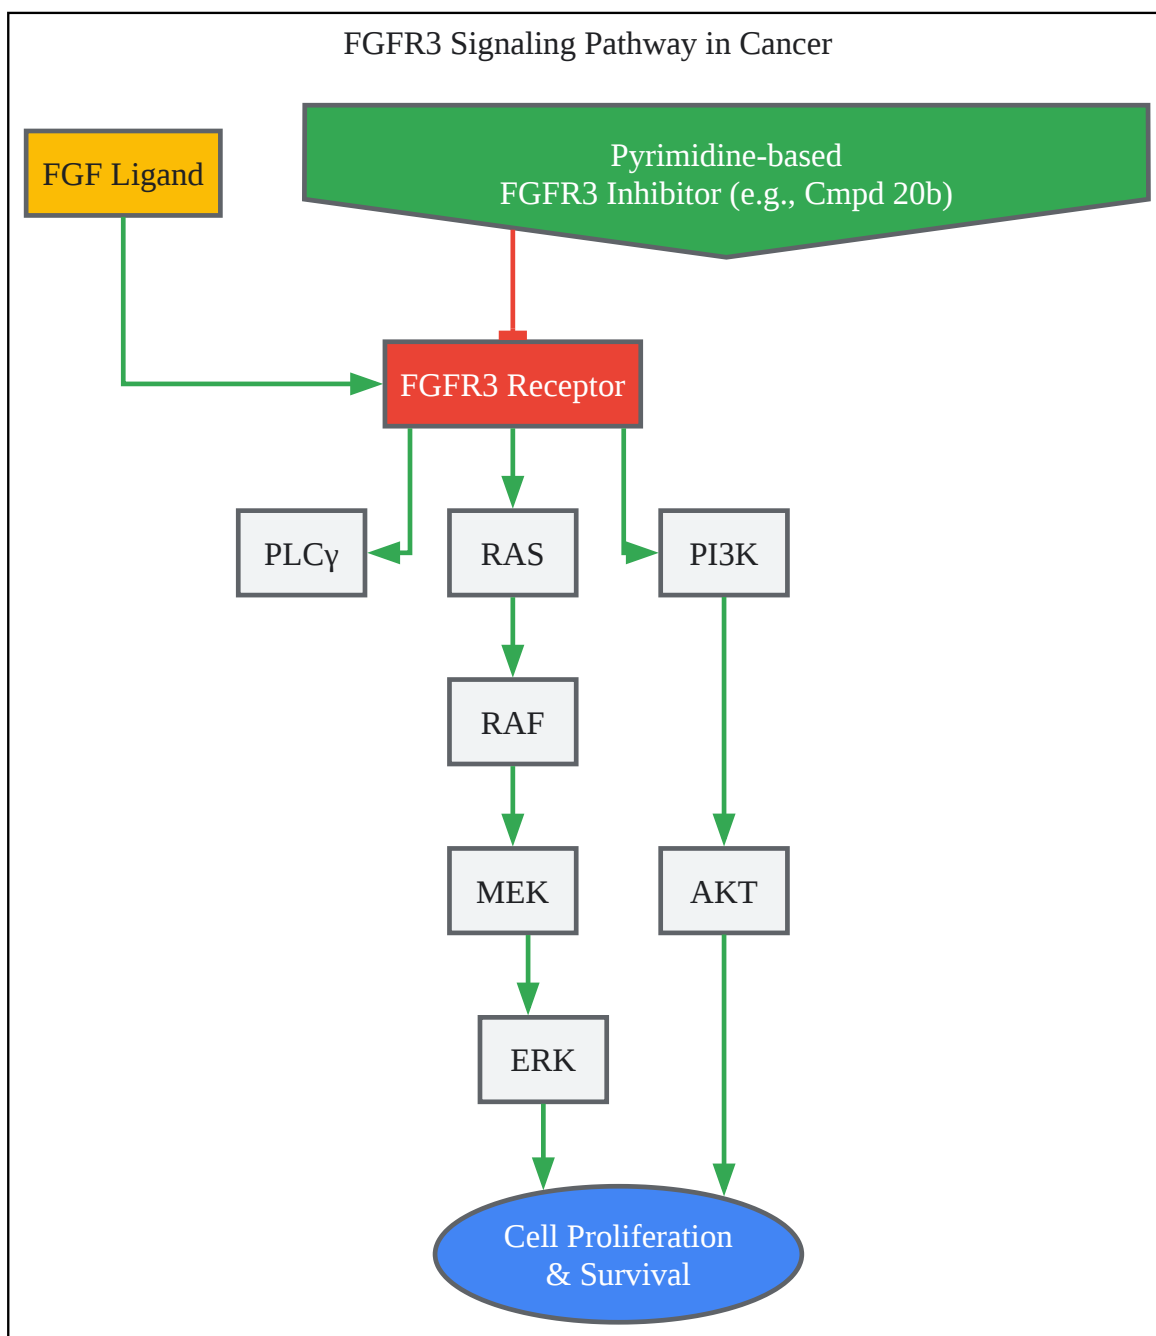 FGFR3 Signaling Pathway in Cancer
FGF Ligand
Pyrimidine-based
FGFR3 Inhibitor (e.g., Cmpd 20b)
FGFR3 Receptor
PLCγ
RAS
PI3K
RAF
MEK
AKT
ERK
Cell Proliferation
& Survival